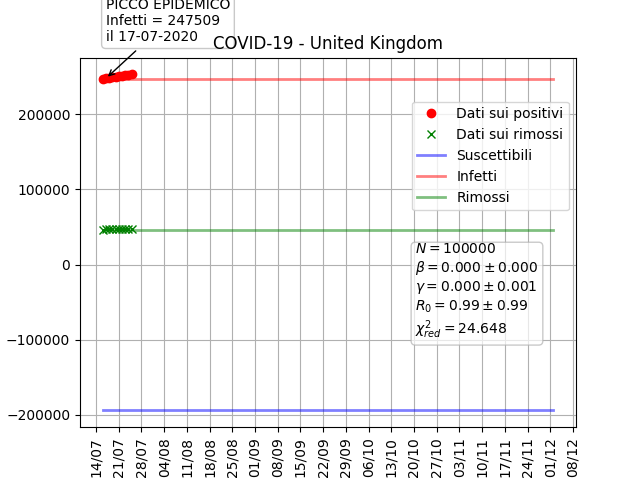 PICCO EPIDEMICO
Infetti = 247509
il 17-07-2020
COVID-19 - United Kingdom
200000
100000
0
−100000
−200000
Dati sui positivi
Dati sui rimossi
Suscettibili
Infetti
Rimossi
N = 100000
β = 0.000 ± 0.000
γ = 0.000 ± 0.001
R₀ = 0.99 ± 0.99
χ²_red = 24.648
14/07
21/07
28/07
04/08
11/08
18/08
25/08
01/09
08/09
15/09
22/09
29/09
06/10
13/10
20/10
27/10
03/11
10/11
17/11
24/11
01/12
08/12